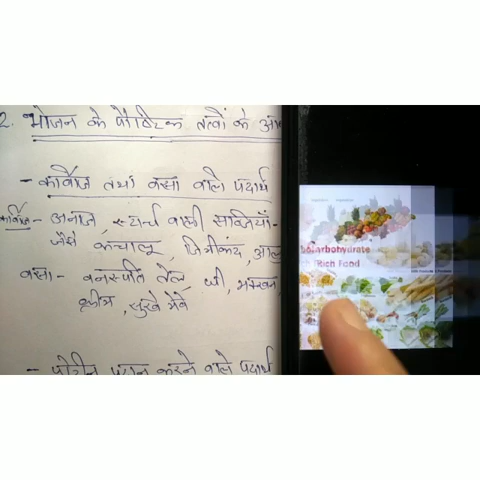 2. भोजन के पौष्टिक तत्वों के
- कार्बोज तथा वसा वाले पदार्थ
कार्बोज - अनाज, स्टार्च वाली सब्जियाँ -
जैसे कचालू, जिमीकंद, आलू
वसा - वनस्पति तेल, घी, मक्खन,
सूखे मेवे
- प्रोटीन प्रदान करने वाले पदार्थ
carbohydrate
Rich Food